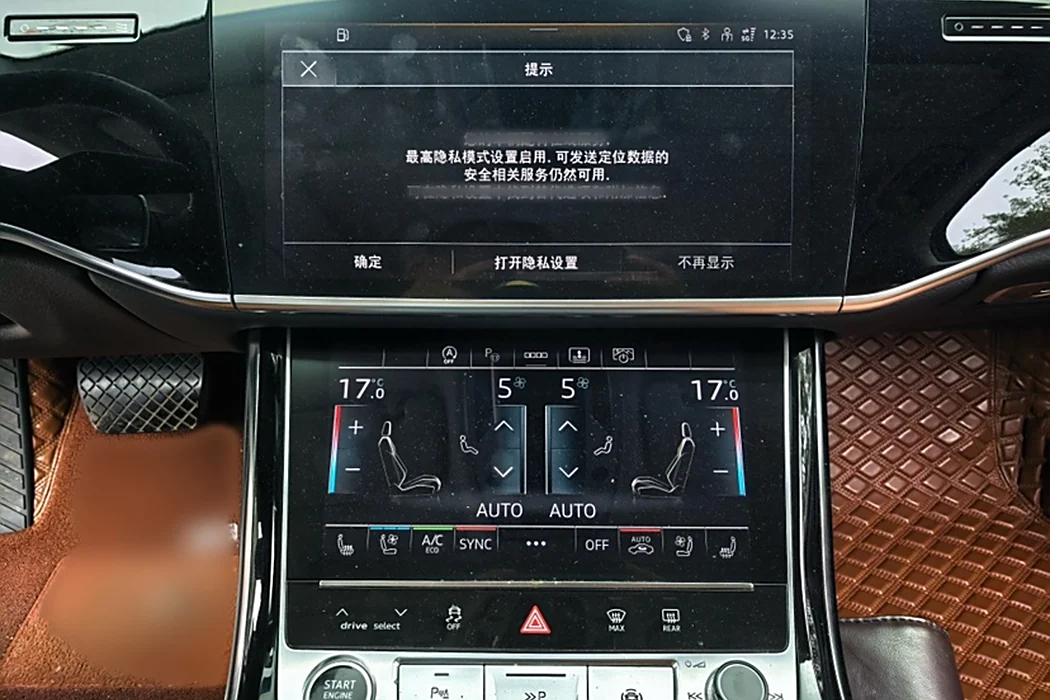 12:35
提示
最高隐私模式设置启用. 可发送定位数据的
安全相关服务仍然可用.
确定 打开隐私设置 不再显示
A OFF P
17.0 °C 5 5 17.0 °C
AUTO AUTO
A/C ECO SYNC ••• OFF AUTO
drive select OFF MAX REAR
START ENGINE P P